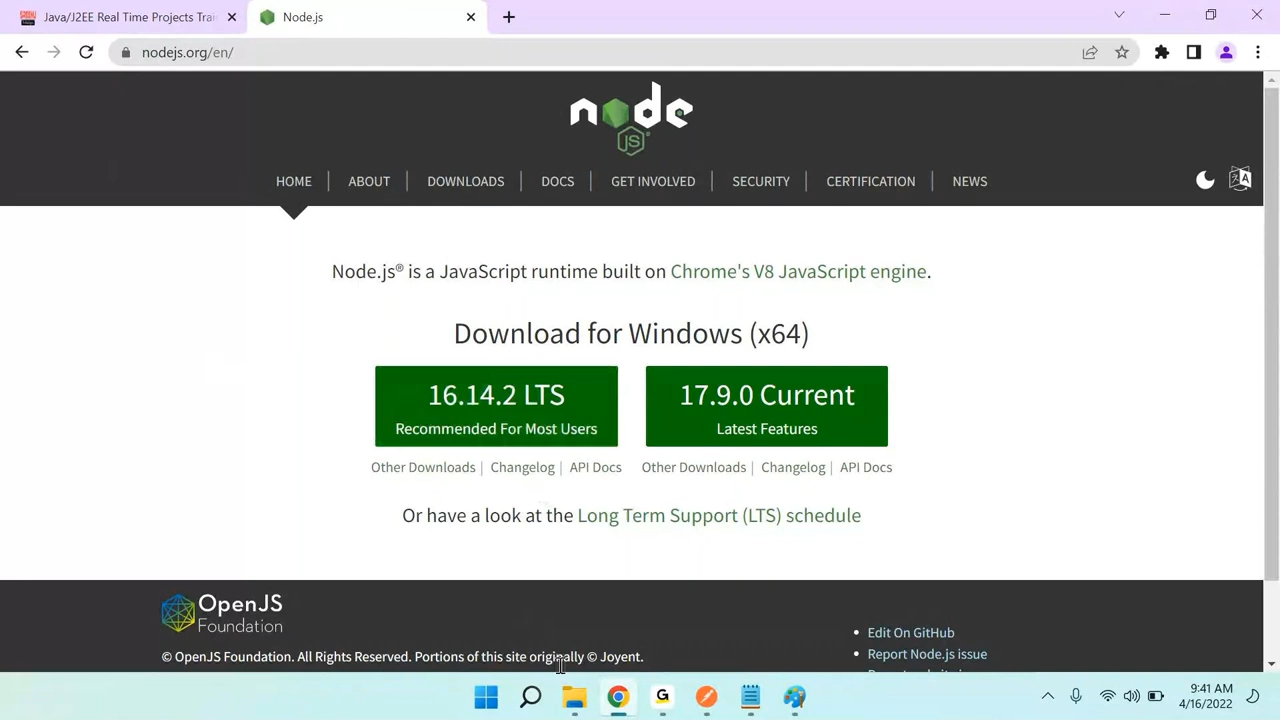 Java/J2EE Real Time Projects Trai
Node.js
nodejs.org/en/
node
JS
HOME
ABOUT
DOWNLOADS
DOCS
GET INVOLVED
SECURITY
CERTIFICATION
NEWS
Node.js® is a JavaScript runtime built on Chrome's V8 JavaScript engine.
Download for Windows (x64)
16.14.2 LTS
Recommended For Most Users
17.9.0 Current
Latest Features
Other Downloads | Changelog | API Docs
Other Downloads | Changelog | API Docs
Or have a look at the Long Term Support (LTS) schedule
OpenJS
Foundation
© OpenJS Foundation. All Rights Reserved. Portions of this site originally © Joyent.
• Edit On GitHub
• Report Node.js issue
9:41 AM
4/16/2022